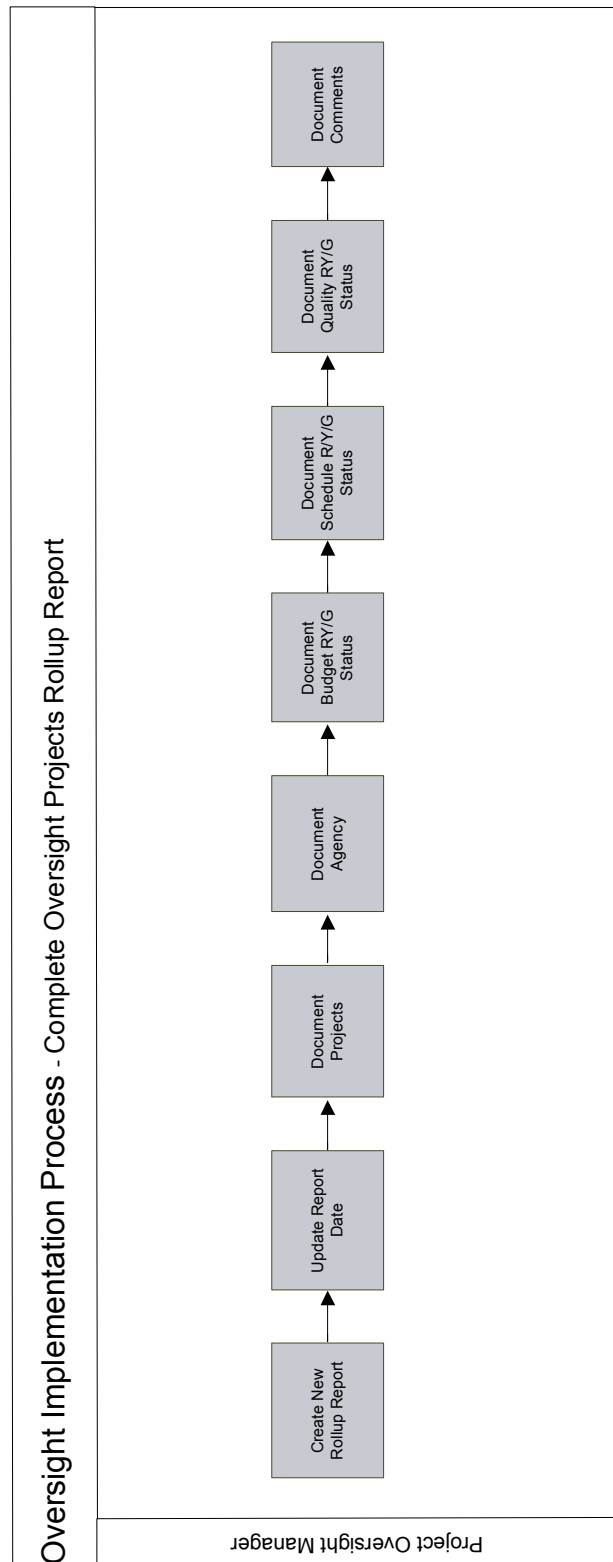 Oversight Implementation Process - Complete Oversight Projects Rollup Report
Project Oversight Manager
Create New
Rollup Report
Update Report
Date
Document
Projects
Document
Agency
Document
Budget RY/G
Status
Document
Schedule R/Y/G
Status
Document
Quality RY/G
Status
Document
Comments